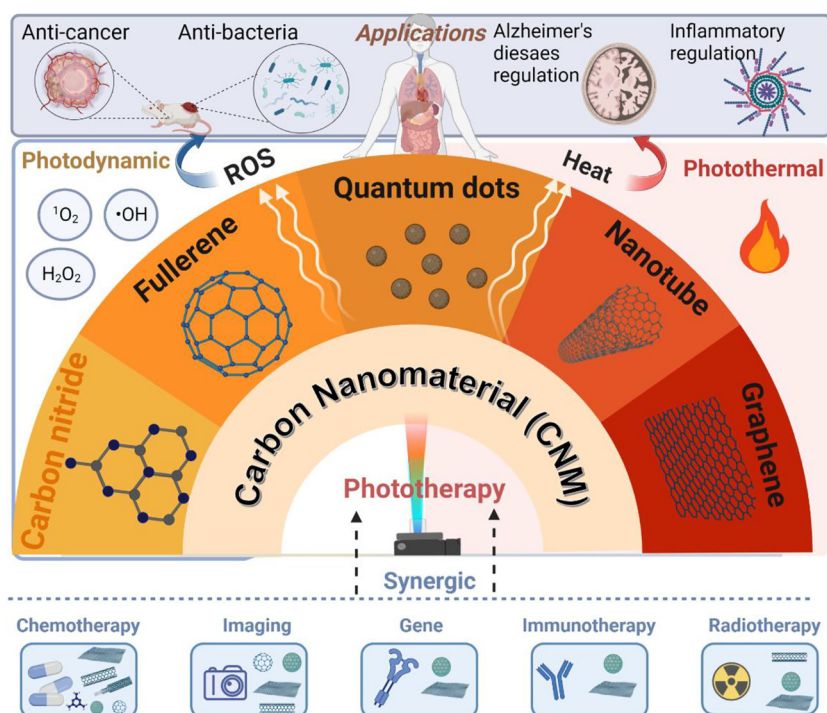 Anti-cancer
Anti-bacteria
Applications
Alzheimer's
diesaes
regulation
Inflammatory
regulation
Photodynamic
ROS
Heat
Photothermal
¹O₂
•OH
H₂O₂
Carbon nitride
Fullerene
Quantum dots
Nanotube
Graphene
Carbon Nanomaterial (CNM)
Phototherapy
Synergic
Chemotherapy
Imaging
Gene
Immunotherapy
Radiotherapy